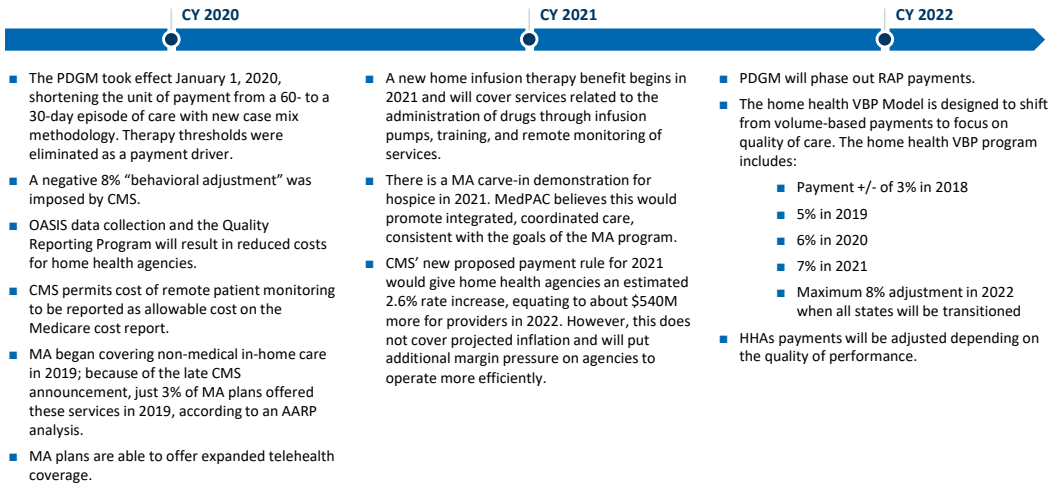 CY 2020
■ The PDGM took effect January 1, 2020,
shortening the unit of payment from a 60- to a
30-day episode of care with new case mix
methodology. Therapy thresholds were
eliminated as a payment driver.
■ A negative 8% “behavioral adjustment” was
imposed by CMS.
■ OASIS data collection and the Quality
Reporting Program will result in reduced costs
for home health agencies.
■ CMS permits cost of remote patient monitoring
to be reported as allowable cost on the
Medicare cost report.
■ MA began covering non-medical in-home care
in 2019; because of the late CMS
announcement, just 3% of MA plans offered
these services in 2019, according to an AARP
analysis.
■ MA plans are able to offer expanded telehealth
coverage.
CY 2021
■ A new home infusion therapy benefit begins in
2021 and will cover services related to the
administration of drugs through infusion
pumps, training, and remote monitoring of
services.
■ There is a MA carve-in demonstration for
hospice in 2021. MedPAC believes this would
promote integrated, coordinated care,
consistent with the goals of the MA program.
■ CMS’ new proposed payment rule for 2021
would give home health agencies an estimated
2.6% rate increase, equating to about $540M
more for providers in 2022. However, this does
not cover projected inflation and will put
additional margin pressure on agencies to
operate more efficiently.
CY 2022
■ PDGM will phase out RAP payments.
■ The home health VBP Model is designed to shift
from volume-based payments to focus on
quality of care. The home health VBP program
includes:
■ Payment +/- of 3% in 2018
■ 5% in 2019
■ 6% in 2020
■ 7% in 2021
■ Maximum 8% adjustment in 2022
when all states will be transitioned
■ HHAs payments will be adjusted depending on
the quality of performance.